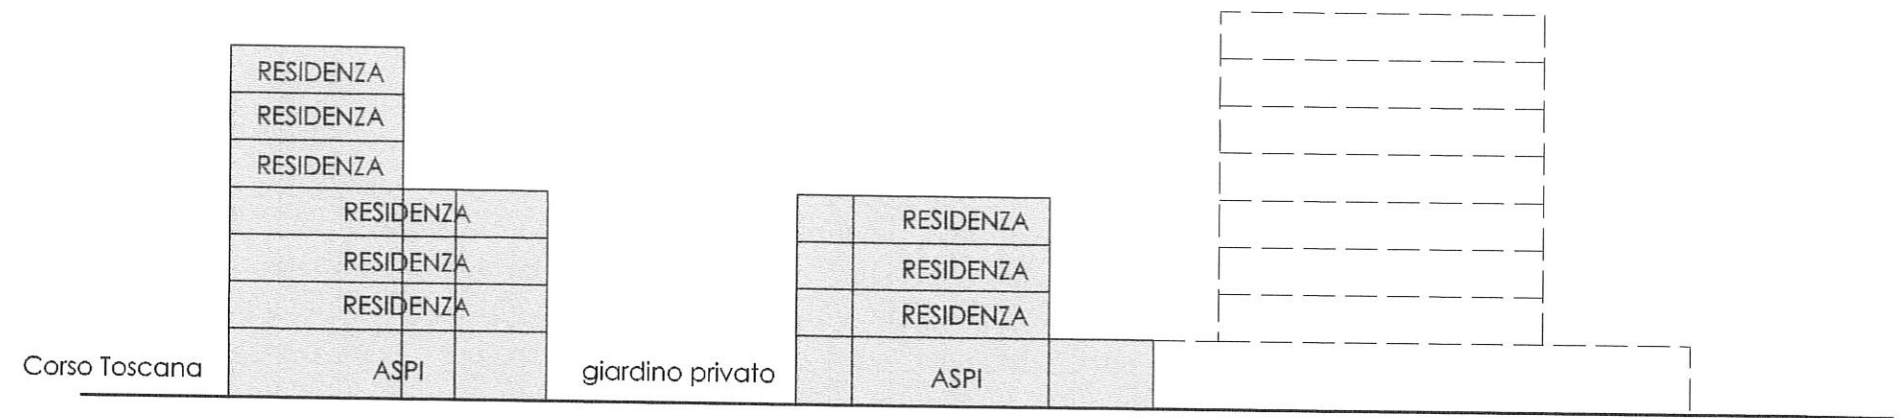 RESIDENZA
RESIDENZA
RESIDENZA
RESIDENZA
RESIDENZA
RESIDENZA
Corso Toscana
ASPI
giardino privato
RESIDENZA
RESIDENZA
RESIDENZA
ASPI